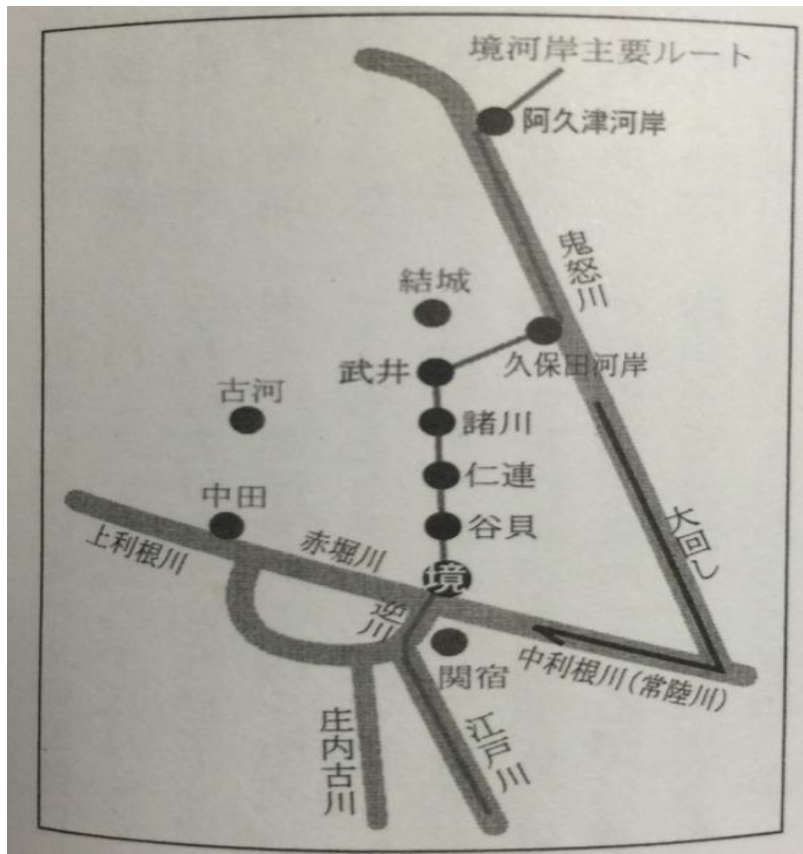 境河岸主要ルート
阿久津河岸
鬼怒川
結城
久保田河岸
武井
古河
諸川
仁連
中田
谷貝
大回し
上利根川
赤堀川
境
逆川
関宿
中利根川(常陸川)
庄内古川
江戸川